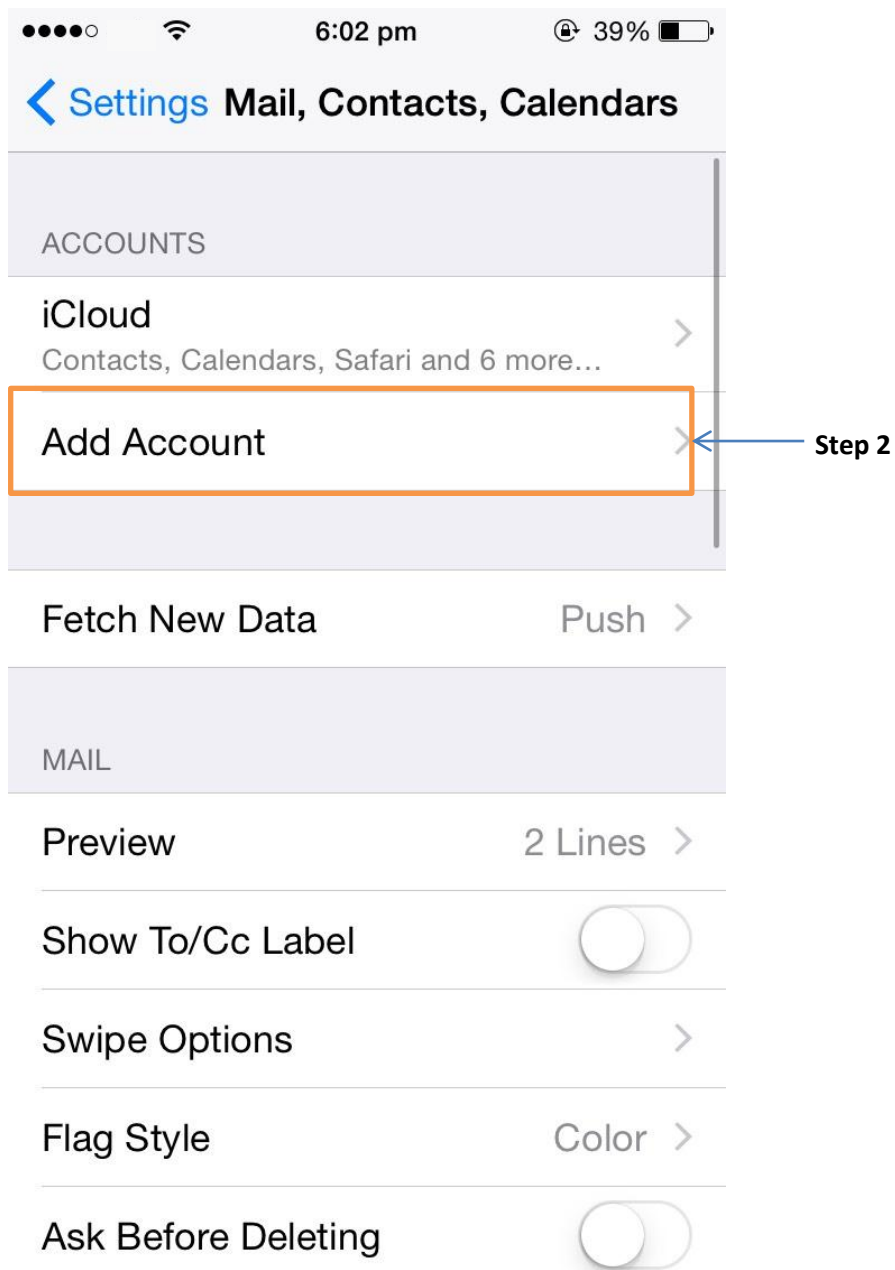 6:02 pm 39%
Settings Mail, Contacts, Calendars
ACCOUNTS
iCloud
Contacts, Calendars, Safari and 6 more...
Add Account
Step 2
Fetch New Data Push
MAIL
Preview 2 Lines
Show To/Cc Label
Swipe Options
Flag Style Color
Ask Before Deleting